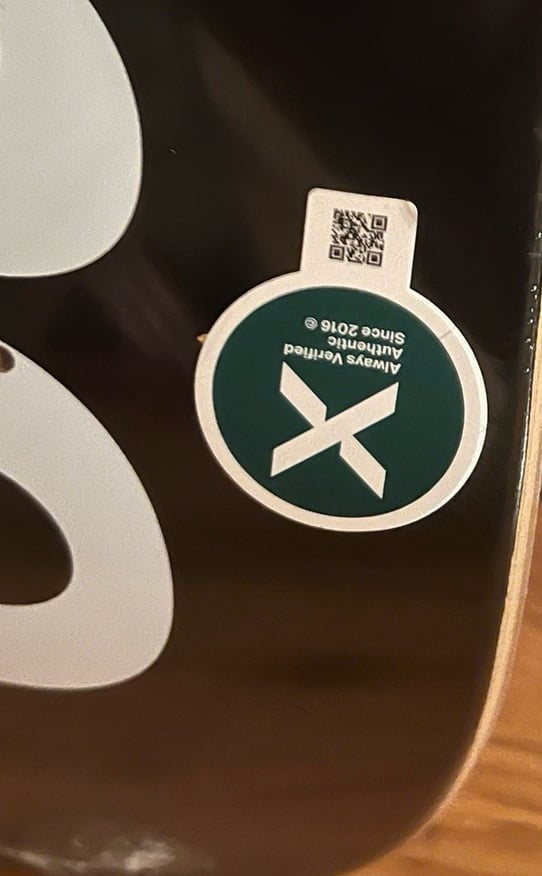 Always Verified
Authentic
Since 2016 ©
X